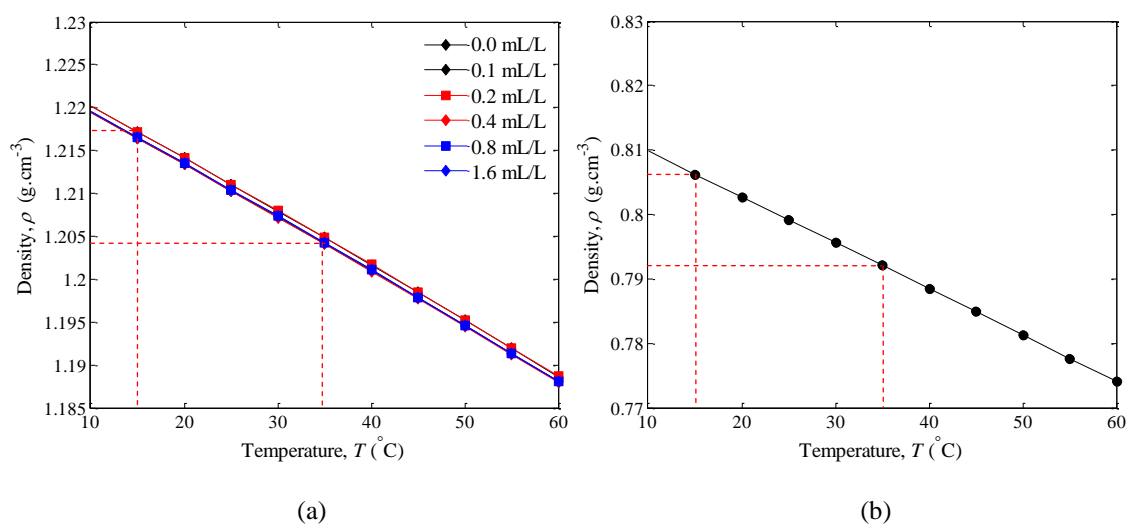 1.23
1.225
1.22
1.215
1.21
1.205
1.2
1.195
1.19
1.185
Density, ρ (g.cm-3)
10 20 30 40 50 60
Temperature, T (°C)
0.0 mL/L
0.1 mL/L
0.2 mL/L
0.4 mL/L
0.8 mL/L
1.6 mL/L
(a)
0.83
0.82
0.81
0.8
0.79
0.78
0.77
Density, ρ (g.cm-3)
10 20 30 40 50 60
Temperature, T (°C)
(b)